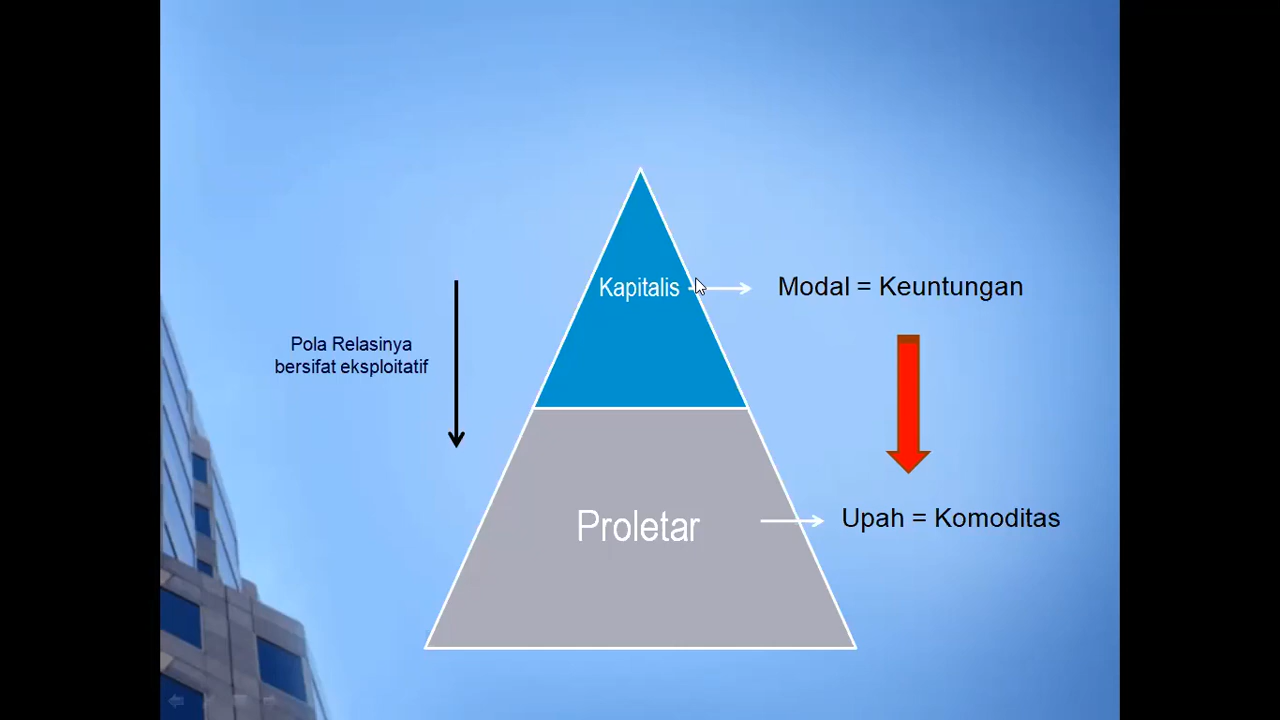 Kapitalis
Modal = Keuntungan
Pola Relasinya
bersifat eksploitatif
Proletar
Upah = Komoditas